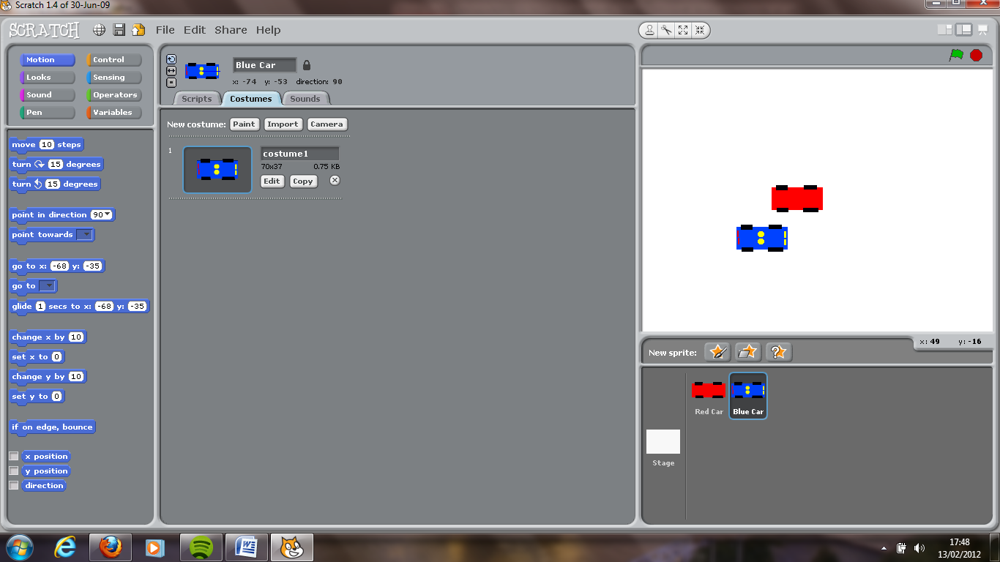 Scratch 1.4 of 30-Jun-09
SCRATCH File Edit Share Help
Motion Control
Looks Sensing
Sound Operators
Pen Variables
move 10 steps
turn 15 degrees
turn 15 degrees
point in direction 90
point towards
go to x: -68 y: -35
go to
glide 1 secs to x: -68 y: -35
change x by 10
set x to 0
change y by 10
set y to 0
if on edge, bounce
x position
y position
direction
Blue Car
x: -74 y: -53 direction: 90
Scripts Costumes Sounds
New costume: Paint Import Camera
1 costume1
70x37 0.75 KB
Edit Copy
x: 49 y: -16
New sprite:
Red Car Blue Car
Stage
17:48
13/02/2012